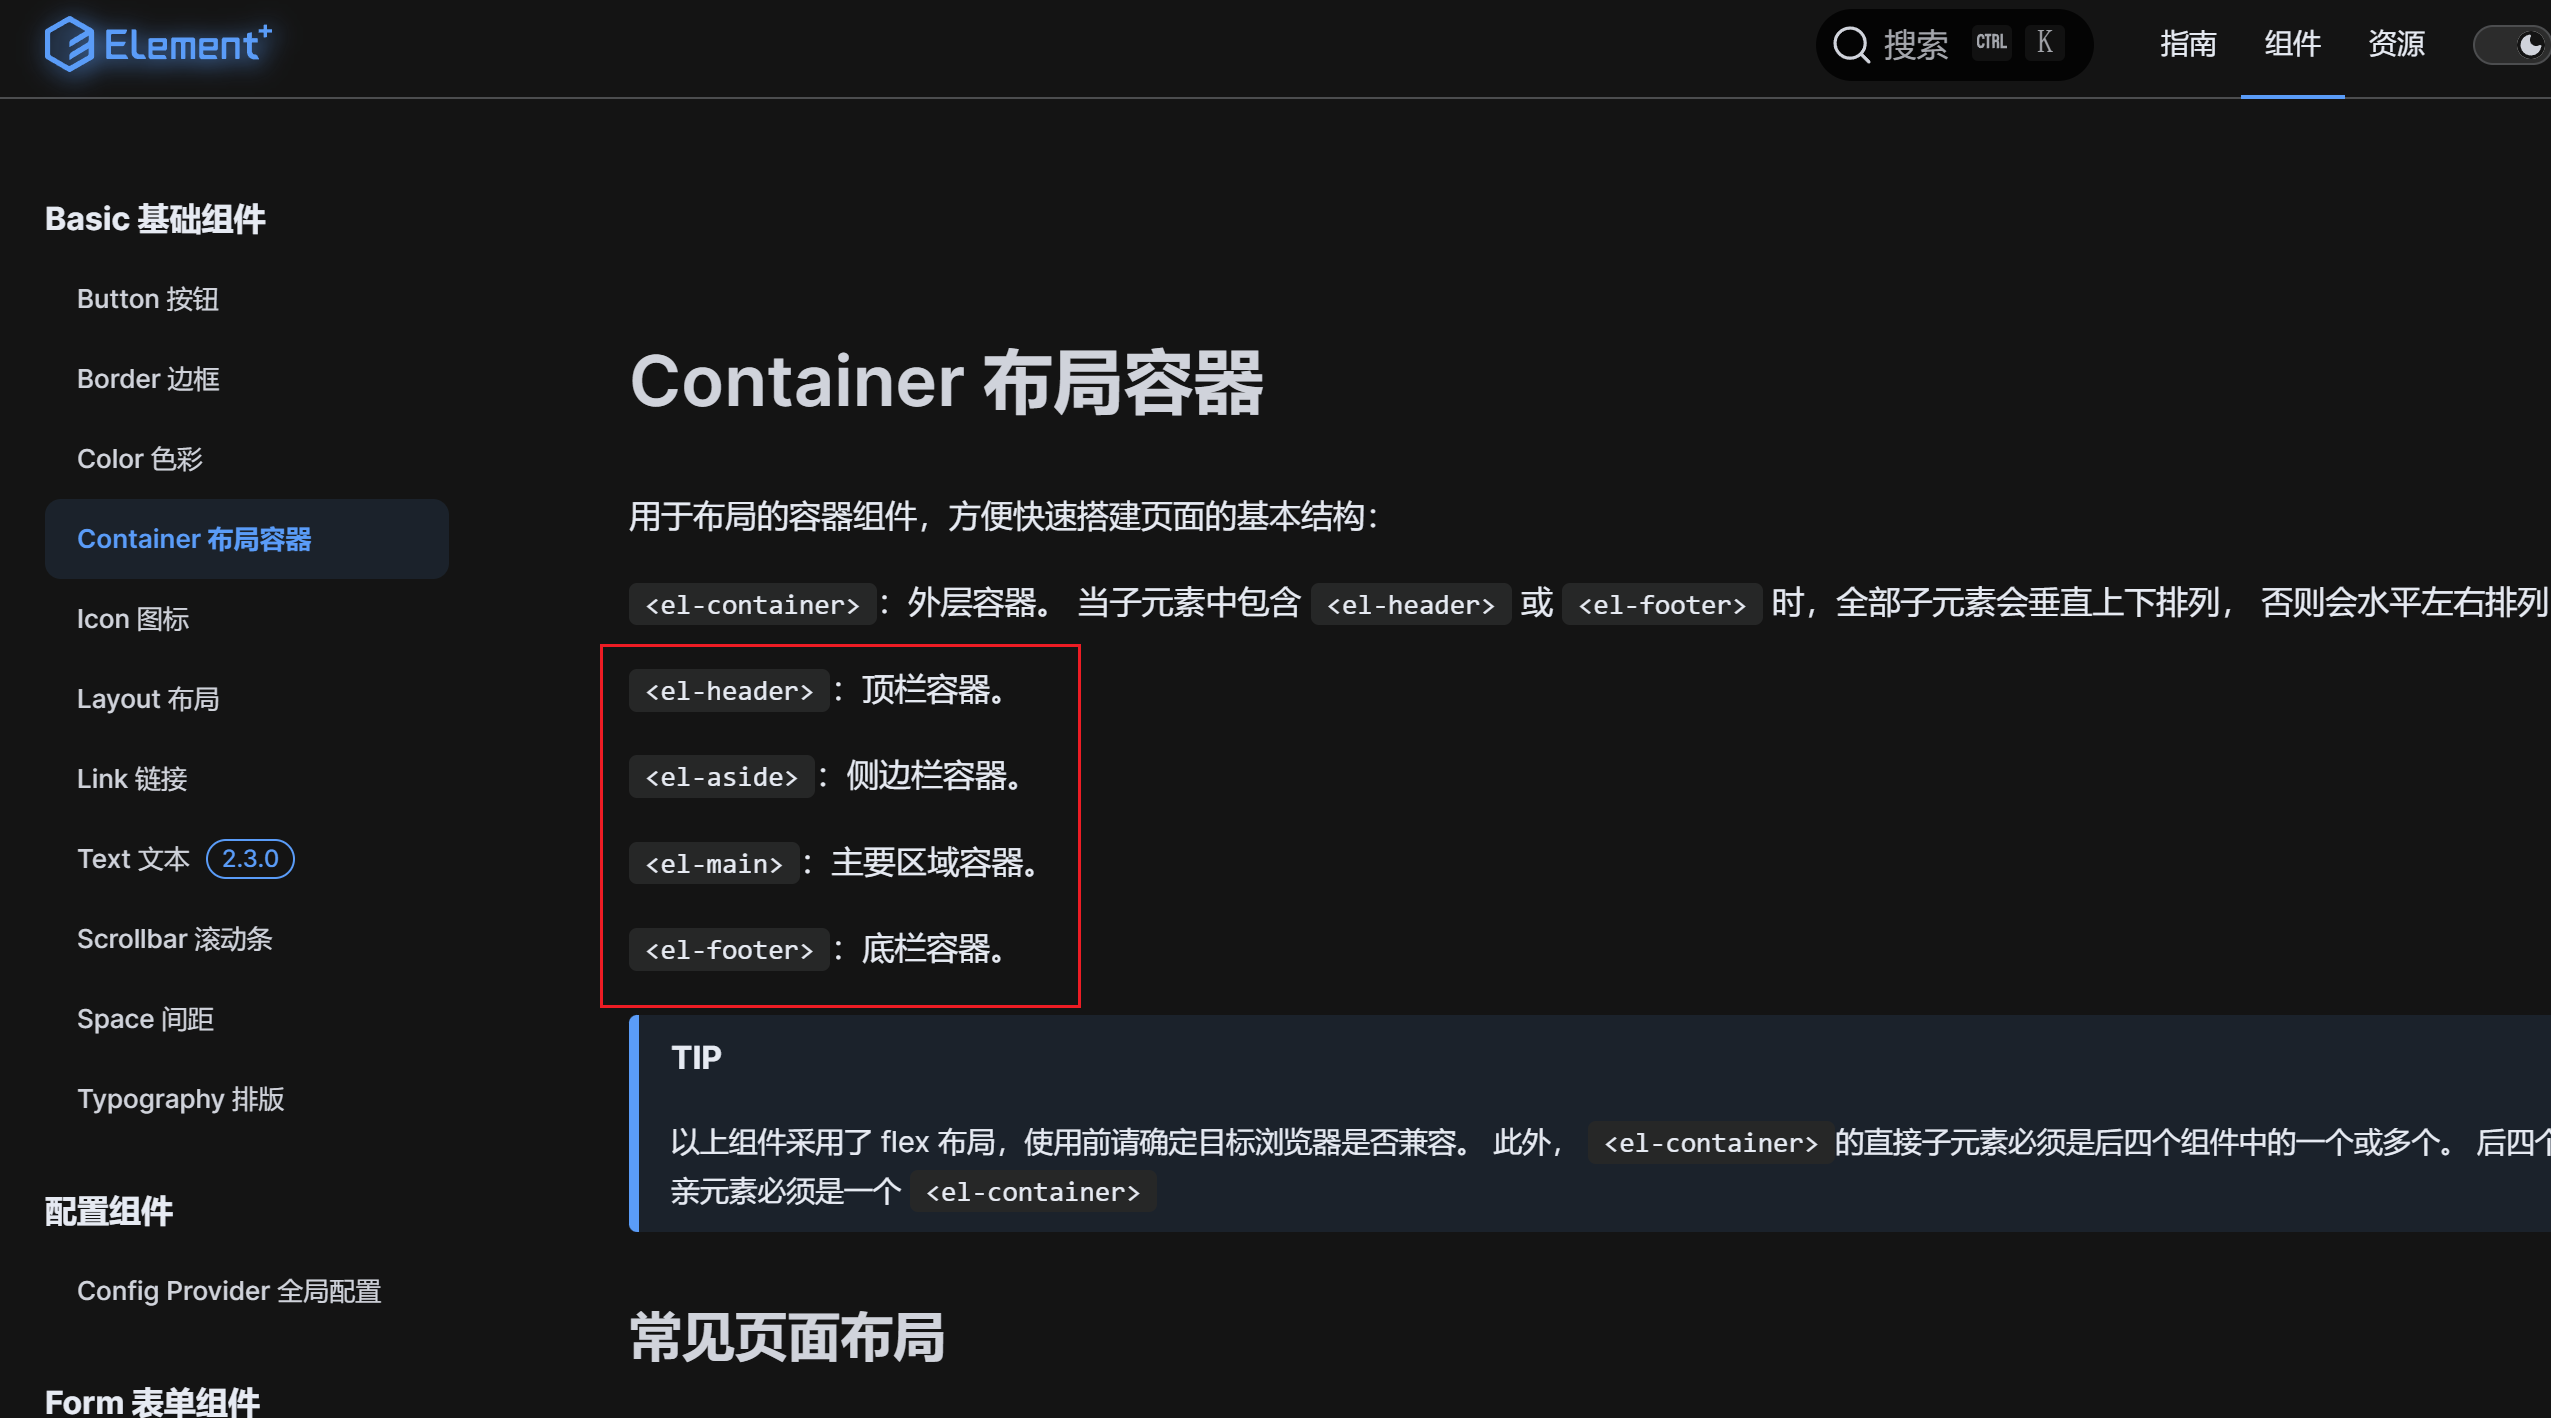 Element+
搜索 CTRL K
指南 组件 资源
Basic 基础组件
Button 按钮
Border 边框
Color 色彩
Container 布局容器
Icon 图标
Layout 布局
Link 链接
Text 文本 2.3.0
Scrollbar 滚动条
Space 间距
Typography 排版
配置组件
Config Provider 全局配置
Form 表单组件
Container 布局容器
用于布局的容器组件，方便快速搭建页面的基本结构：
<el-container>：外层容器。 当子元素中包含 <el-header> 或 <el-footer> 时，全部子元素会垂直上下排列， 否则会水平左右排列
<el-header>：顶栏容器。
<el-aside>：侧边栏容器。
<el-main>：主要区域容器。
<el-footer>：底栏容器。
TIP
以上组件采用了 flex 布局，使用前请确定目标浏览器是否兼容。 此外， <el-container> 的直接子元素必须是后四个组件中的一个或多个。 后四个
亲元素必须是一个 <el-container>
常见页面布局